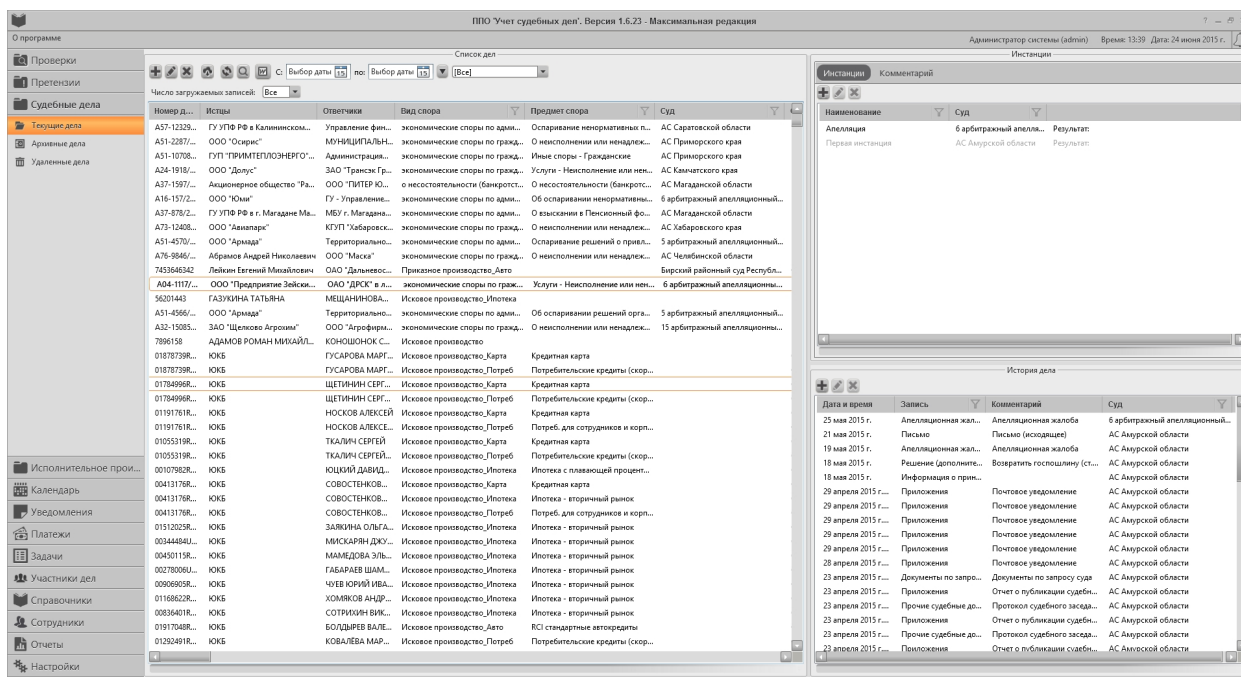 ППО 'Учет судебных дел'. Версия 1.6.23 - Максимальная редакция
О программе
Администратор системы (admin) Время: 13:39 Дата: 24 июня 2015 г.
Проверки
Претензии
Судебные дела
Текущие дела
Архивные дела
Удаленные дела
Исполнительное прои...
Календарь
Уведомления
Платежи
Задачи
Участники дел
Справочники
Сотрудники
Отчеты
Настройки
Список дел
С: Выбор даты 15 по: Выбор даты 15 [Все]
Число загружаемых записей: Все
Номер д... Истцы Ответчики Вид спора Предмет спора Суд
А57-12329... ГУ УПФ РФ в Калининском... Управление фин... экономические споры по адми... Оспаривание ненормативных п... АС Саратовской области
А51-2287/... ООО "Осирис" МУНИЦИПАЛЬН... экономические споры по гражд... О неисполнении или ненадлеж... АС Приморского края
А51-10708... ГУП "ПРИМТЕПЛОЭНЕРГО"... Администрация... экономические споры по гражд... Иные споры - Гражданские АС Приморского края
А24-1918/... ООО "Долус" ЗАО "Трансэк Гр... экономические споры по гражд... Услуги - Неисполнение или нен... АС Камчатского края
А37-1597/... Акционерное общество "Ра... ООО "ПИТЕР Ю... о несостоятельности (банкротст... О несостоятельности (банкротс... АС Магаданской области
А16-157/2... ООО "Юми" ГУ - Управление... экономические споры по адми... Об оспаривании ненормативны... 6 арбитражный апелляционный...
А37-878/2... ГУ УПФ РФ в г. Магадане Ма... МБУ г. Магадана... экономические споры по адми... О взыскании в Пенсионный фо... АС Магаданской области
А73-12408... ООО "Авиапарк" КГУП "Хабаровск... экономические споры по гражд... О неисполнении или ненадлеж... АС Хабаровского края
А51-4570/... ООО "Армада" Территориально... экономические споры по адми... Оспаривание решений о привл... 5 арбитражный апелляционный...
А76-9846/... Абрамов Андрей Николаевич ООО "Маска" экономические споры по гражд... О неисполнении или ненадлеж... АС Челябинской области
7453646342 Лейкин Евгений Михайлович ОАО "Дальневос... Приказное производство_Авто Бирский районный суд Республ...
А04-1117/... ООО "Предприятие Зейски... ОАО "ДРСК" в л... экономические споры по граж... Услуги - Неисполнение или нен... 6 арбитражный апелляционны...
56201443 ГАЗУКИНА ТАТЬЯНА МЕЩАНИНОВА... Исковое производство_Ипотека
А51-4566/... ООО "Армада" Территориально... экономические споры по адми... Об оспаривании решений орга... 5 арбитражный апелляционный...
А32-15085... ЗАО "Щелково Агрохим" ООО "Агрофирм... экономические споры по гражд... О неисполнении или ненадлеж... 15 арбитражный апелляционны...
7896158 АДАМОВ РОМАН МИХАЙЛ... КОНОШОНОК С... Исковое производство
01878739R... ЮКБ ГУСАРОВА МАРГ... Исковое производство_Карта Кредитная карта
01878739R... ЮКБ ГУСАРОВА МАРГ... Исковое производство_Потреб Потребительские кредиты (скор...
01784996R... ЮКБ ЩЕТИНИН СЕРГ... Исковое производство_Карта Кредитная карта
01784996R... ЮКБ ЩЕТИНИН СЕРГ... Исковое производство_Потреб Потребительские кредиты (скор...
01191761R... ЮКБ НОСКОВ АЛЕКСЕЙ Исковое производство_Карта Кредитная карта
01191761R... ЮКБ НОСКОВ АЛЕКСЕ... Исковое производство_Потреб Потреб. для сотрудников и корп...
01055319R... ЮКБ ТКАЛИЧ СЕРГЕЙ Исковое производство_Карта Кредитная карта
01055319R... ЮКБ ТКАЛИЧ СЕРГЕЙ... Исковое производство_Потреб Потребительские кредиты (скор...
00107982R... ЮКБ ЮЦКИЙ ДАВИД... Исковое производство_Ипотека Ипотека с плавающей процент...
00413176R... ЮКБ СОВОСТЕНКОВ... Исковое производство_Карта Кредитная карта
00413176R... ЮКБ СОВОСТЕНКОВ... Исковое производство_Ипотека Ипотека - вторичный рынок
00413176R... ЮКБ СОВОСТЕНКОВ... Исковое производство_Потреб Потреб. для сотрудников и корп...
01512025R... ЮКБ ЗАЯКИНА ОЛЬГА... Исковое производство_Ипотека Ипотека - вторичный рынок
00344484U... ЮКБ МИСКАРЯН ДЖУ... Исковое производство_Ипотека Ипотека - вторичный рынок
00450115R... ЮКБ МАМЕДОВА ЭЛЬ... Исковое производство_Ипотека Ипотека - вторичный рынок
00278006U... ЮКБ ГАБАРАЕВ ШАМ... Исковое производство_Ипотека Ипотека - вторичный рынок
00906905R... ЮКБ ЧУЕВ ЮРИЙ ИВА... Исковое производство_Ипотека Ипотека - вторичный рынок
01168622R... ЮКБ ХОМЯКОВ АНДР... Исковое производство_Ипотека Ипотека - вторичный рынок
00836401R... ЮКБ СОТРИХИН ВИК... Исковое производство_Ипотека Ипотека - вторичный рынок
01917048R... ЮКБ БОЛДЫРЕВ ВАЛЕ... Исковое производство_Авто RCI стандартные автокредиты
01292491R... ЮКБ КОВАЛЁВА МАР... Исковое производство_Потреб Потребительские кредиты (скор...
Инстанции
Инстанции Комментарий
Наименование Суд
Апелляция 6 арбитражный апелля... Результат:
Первая инстанция АС Амурской области Результат:
История дела
Дата и время Запись Комментарий Суд
25 мая 2015 г. Апелляционная жал... Апелляционная жалоба 6 арбитражный апелляционный...
21 мая 2015 г. Письмо Письмо (исходящее) АС Амурской области
19 мая 2015 г. Апелляционная жал... Апелляционная жалоба АС Амурской области
18 мая 2015 г. Решение (дополните... Возвратить госпошлину (ст.... АС Амурской области
18 мая 2015 г. Информация о прин... АС Амурской области
29 апреля 2015 г.... Приложения Почтовое уведомление АС Амурской области
29 апреля 2015 г.... Приложения Почтовое уведомление АС Амурской области
29 апреля 2015 г.... Приложения Почтовое уведомление АС Амурской области
29 апреля 2015 г.... Приложения Почтовое уведомление АС Амурской области
29 апреля 2015 г.... Приложения Почтовое уведомление АС Амурской области
28 апреля 2015 г.... Приложения Почтовое уведомление АС Амурской области
23 апреля 2015 г.... Документы по запро... Документы по запросу суда АС Амурской области
23 апреля 2015 г.... Приложения Отчет о публикации судебн... АС Амурской области
23 апреля 2015 г.... Прочие судебные до... Протокол судебного заседа... АС Амурской области
23 апреля 2015 г.... Приложения Отчет о публикации судебн... АС Амурской области
23 апреля 2015 г.... Прочие судебные до... Протокол судебного заседа... АС Амурской области
23 апреля 2015 г.... Приложения Отчет о публикации судебн... АС Амурской области